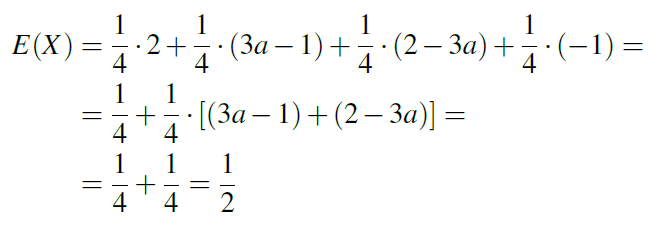 E(X) = 1/4 · 2 + 1/4 · (3a − 1) + 1/4 · (2 − 3a) + 1/4 · (−1) =
= 1/4 + 1/4 · [(3a − 1) + (2 − 3a)] =
= 1/4 + 1/4 = 1/2